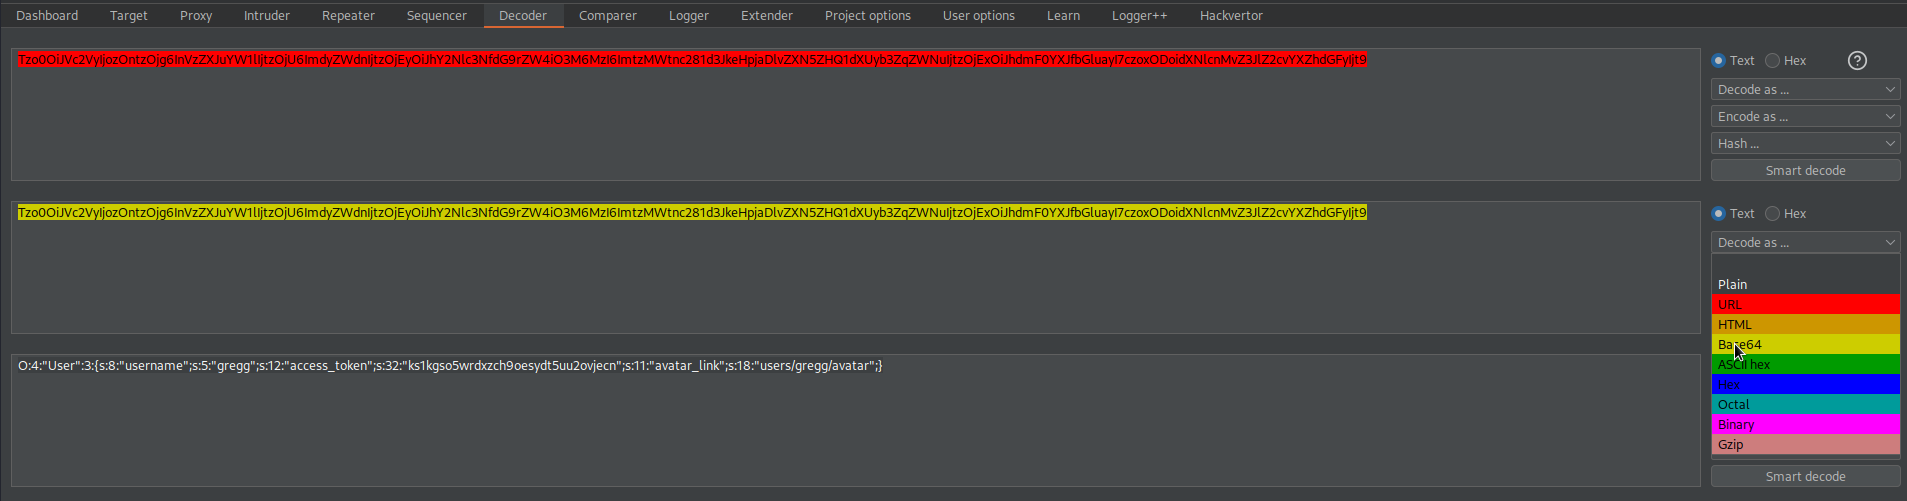 Dashboard Target Proxy Intruder Repeater Sequencer Decoder Comparer Logger Extender Project options User options Learn Logger++ Hackvertor
Tzo0OiJVc2VyIjozOntzOjg6InVzZXJuYW1lIjtzOjU6ImdyZWdnIjtzOjEyOiJhY2Nlc3NfdG9rZW4iO3M6MzI6ImtzMWtnc281d3JkeHpjaDlvZXN5ZHQ1dXUyb3ZqZWNuIjtzOjExOiJhdmF0YXJfbGluayI7czoxODoidXNlcnMvZ3JlZ2cvYXZhdGFyIjt9
Text Hex ?
Decode as ...
Encode as ...
Hash ...
Smart decode
Tzo0OiJVc2VyIjozOntzOjg6InVzZXJuYW1lIjtzOjU6ImdyZWdnIjtzOjEyOiJhY2Nlc3NfdG9rZW4iO3M6MzI6ImtzMWtnc281d3JkeHpjaDlvZXN5ZHQ1dXUyb3ZqZWNuIjtzOjExOiJhdmF0YXJfbGluayI7czoxODoidXNlcnMvZ3JlZ2cvYXZhdGFyIjt9
Text Hex
Decode as ...
Plain
URL
HTML
Base64
ASCII hex
Hex
Octal
Binary
Gzip
O:4:"User":3:{s:8:"username";s:5:"gregg";s:12:"access_token";s:32:"ks1kgso5wrdxzch9oesydt5uu2ovjecn";s:11:"avatar_link";s:18:"users/gregg/avatar";}
Smart decode